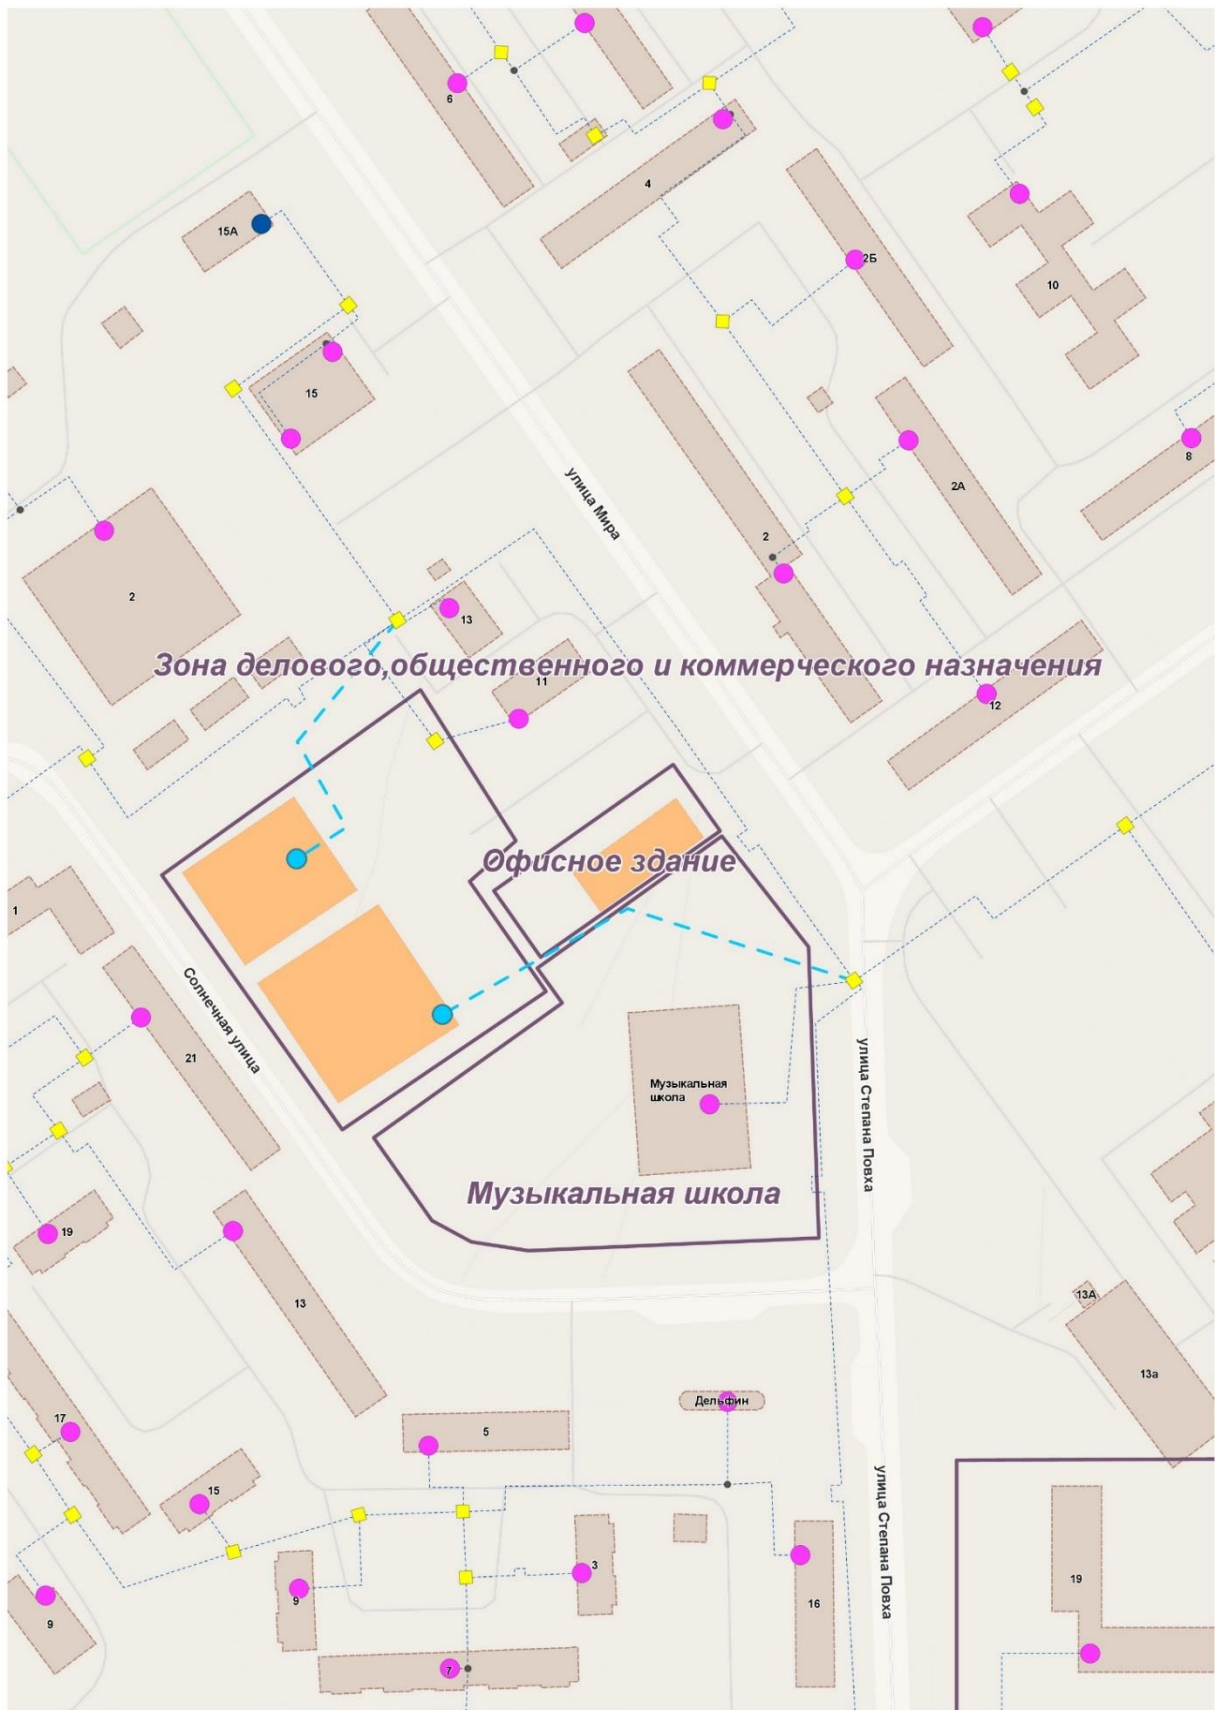 6
4
15А
2Б
10
15
8
2А
улица Мира
2
2
13
Зона делового,общественного и коммерческого назначения
11
12
Офисное здание
1
Солнечная улица
21
Музыкальная
школа
улица Степана Повха
Музыкальная школа
19
13
13А
13а
Дельфин
17
5
15
улица Степана Повха
3
9
16
19
9
7